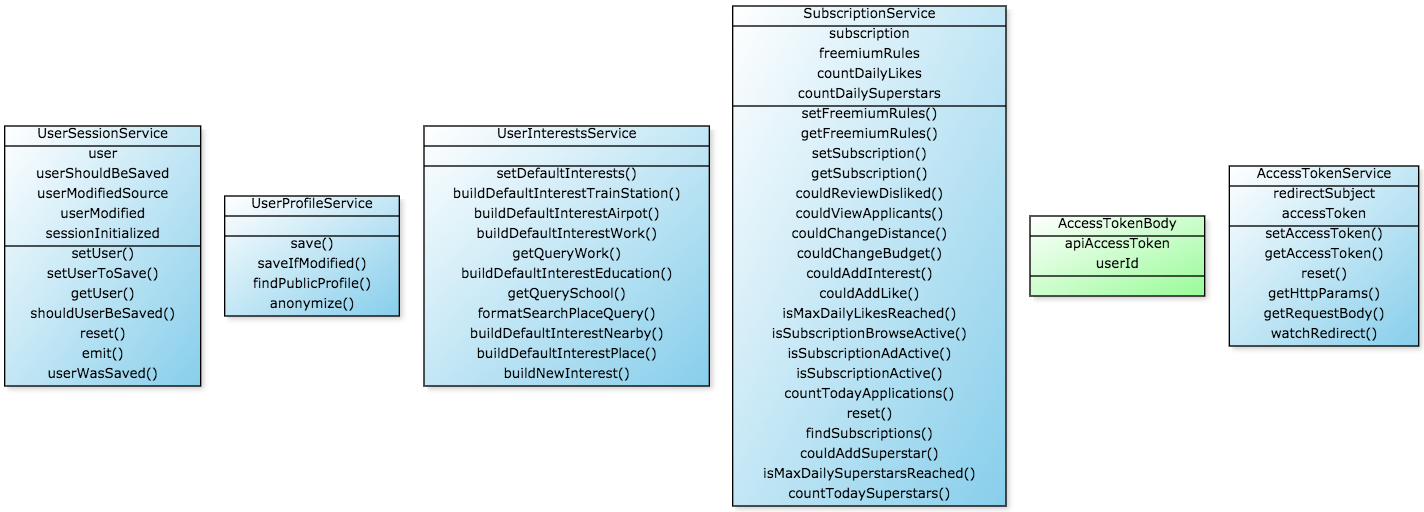 UserSessionService
user
userShouldBeSaved
userModifiedSource
userModified
sessionInitialized
setUser()
setUserToSave()
getUser()
shouldUserBeSaved()
reset()
emit()
userWasSaved()
UserProfileService
save()
saveIfModified()
findPublicProfile()
anonymize()
UserInterestsService
setDefaultInterests()
buildDefaultInterestTrainStation()
buildDefaultInterestAirpot()
buildDefaultInterestWork()
getQueryWork()
buildDefaultInterestEducation()
getQuerySchool()
formatSearchPlaceQuery()
buildDefaultInterestNearby()
buildDefaultInterestPlace()
buildNewInterest()
SubscriptionService
subscription
freemiumRules
countDailyLikes
countDailySuperstars
setFreemiumRules()
getFreemiumRules()
setSubscription()
getSubscription()
couldReviewDisliked()
couldViewApplicants()
couldChangeDistance()
couldChangeBudget()
couldAddInterest()
couldAddLike()
isMaxDailyLikesReached()
isSubscriptionBrowseActive()
isSubscriptionAdActive()
isSubscriptionActive()
countTodayApplications()
reset()
findSubscriptions()
couldAddSuperstar()
isMaxDailySuperstarsReached()
countTodaySuperstars()
AccessTokenBody
apiAccessToken
userId
AccessTokenService
redirectSubject
accessToken
setAccessToken()
getAccessToken()
reset()
getHttpParams()
getRequestBody()
watchRedirect()